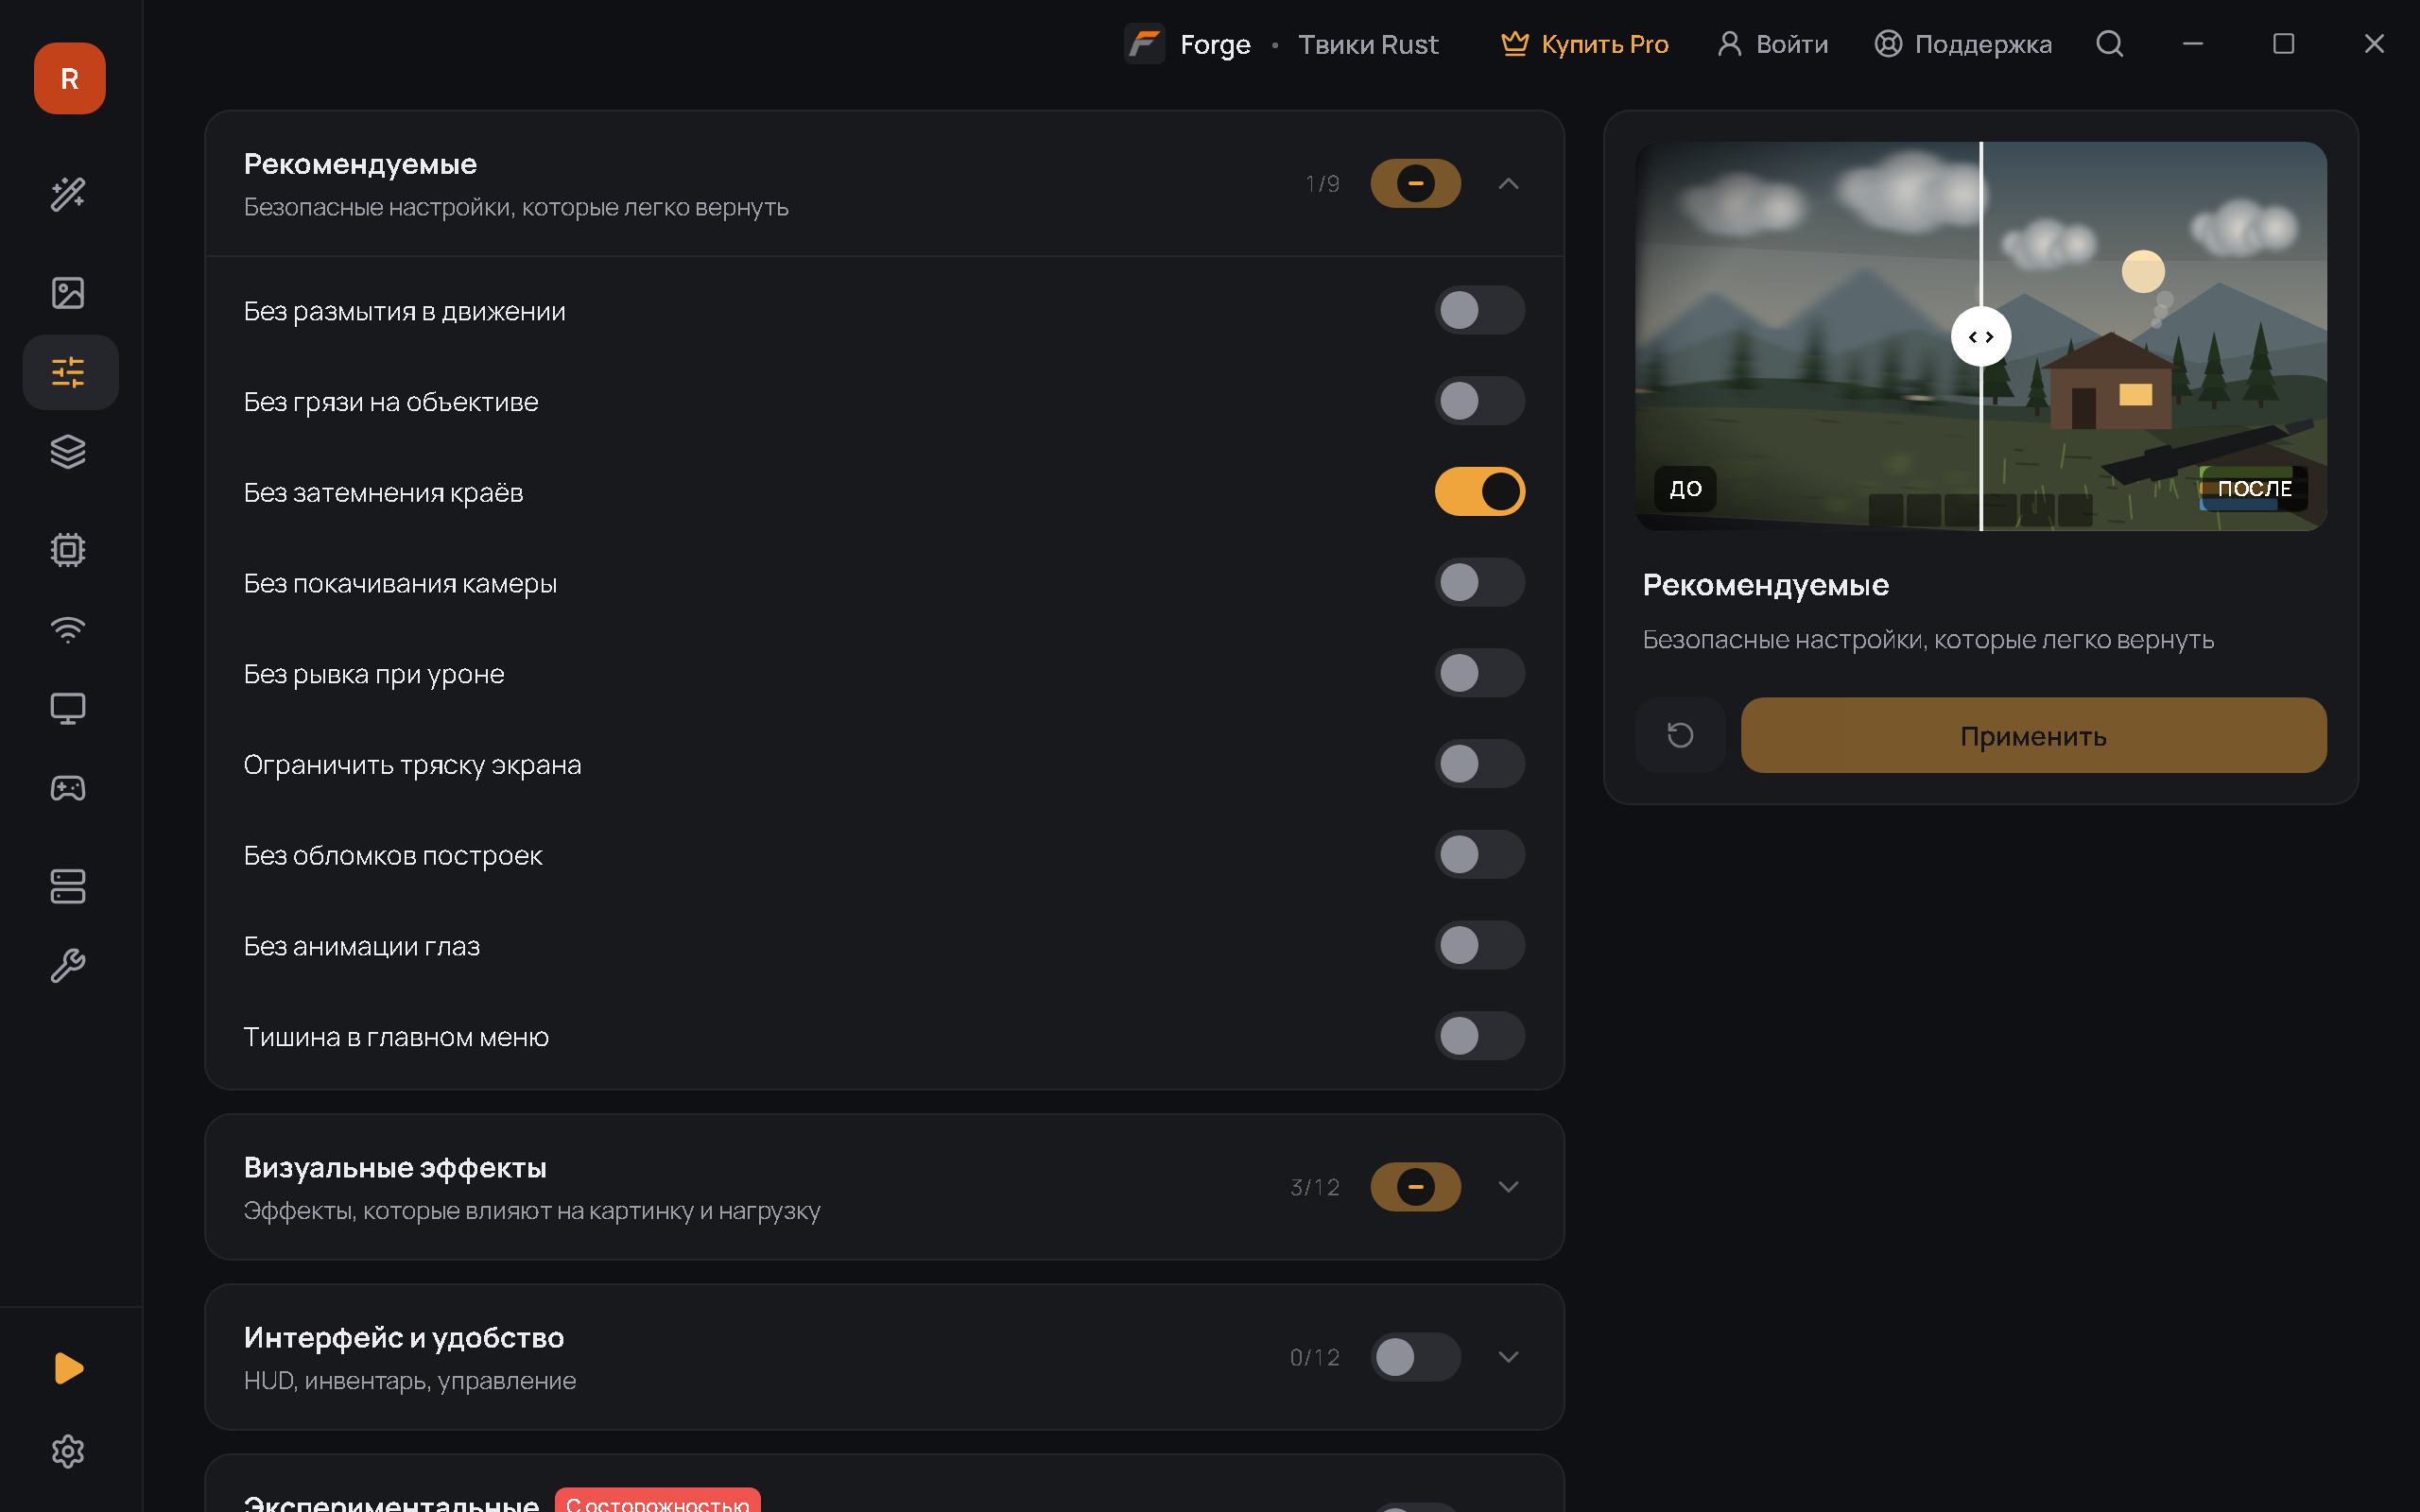 R
Forge • Твики Rust
Купить Pro
Войти
Поддержка
Рекомендуемые
Безопасные настройки, которые легко вернуть
1/9
Без размытия в движении
Без грязи на объективе
Без затемнения краёв
Без покачивания камеры
Без рывка при уроне
Ограничить тряску экрана
Без обломков построек
Без анимации глаз
Тишина в главном меню
Визуальные эффекты
Эффекты, которые влияют на картинку и нагрузку
3/12
Интерфейс и удобство
HUD, инвентарь, управление
0/12
Экспериментальные
С осторожностью
ДО
ПОСЛЕ
Рекомендуемые
Безопасные настройки, которые легко вернуть
Применить